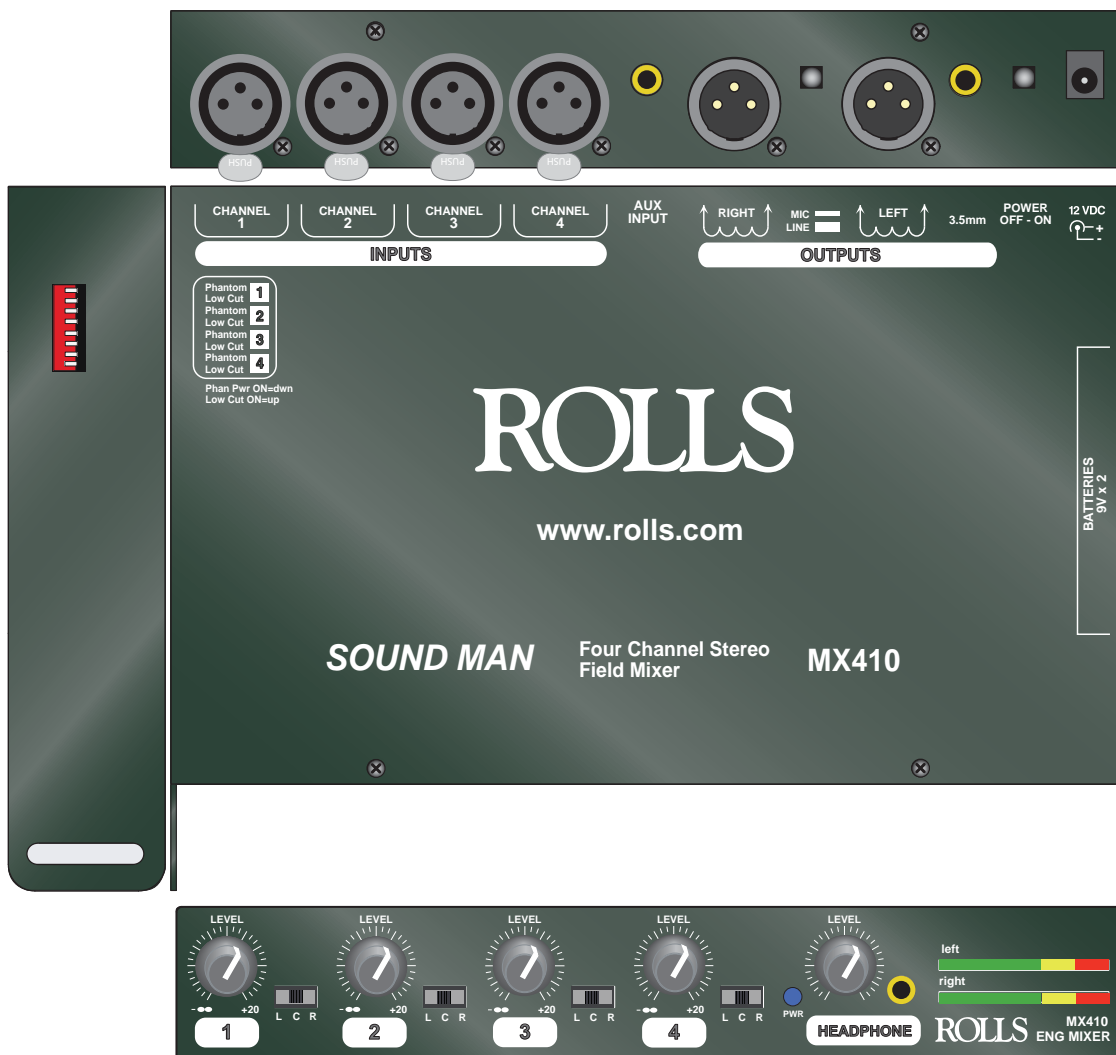 PUSH PUSH PUSH PUSH
CHANNEL 1
CHANNEL 2
CHANNEL 3
CHANNEL 4
AUX INPUT
RIGHT
MIC
LINE
LEFT
3.5mm
POWER
OFF - ON
12 VDC
+
-
INPUTS
OUTPUTS
Phantom
Low Cut 1
Phantom
Low Cut 2
Phantom
Low Cut 3
Phantom
Low Cut 4
Phan Pwr ON=dwn
Low Cut ON=up
ROLLS
www.rolls.com
BATTERIES
9V x 2
SOUND MAN
Four Channel Stereo
Field Mixer
MX410
LEVEL
-∞ +20
L C R
1
LEVEL
-∞ +20
L C R
2
LEVEL
-∞ +20
L C R
3
LEVEL
-∞ +20
L C R
4
PWR
LEVEL
HEADPHONE
left
right
ROLLS
MX410
ENG MIXER